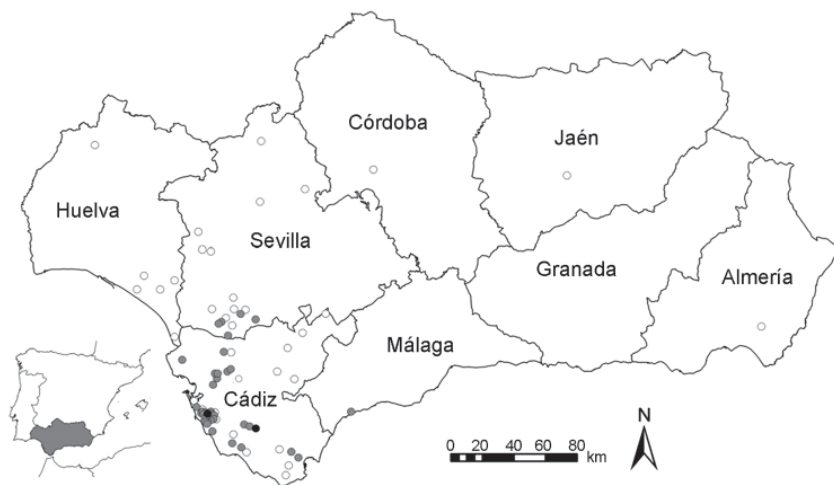 Córdoba
Jaén
Huelva
Sevilla
Granada
Almería
Málaga
Cádiz
N
0 20 40 60 80
km